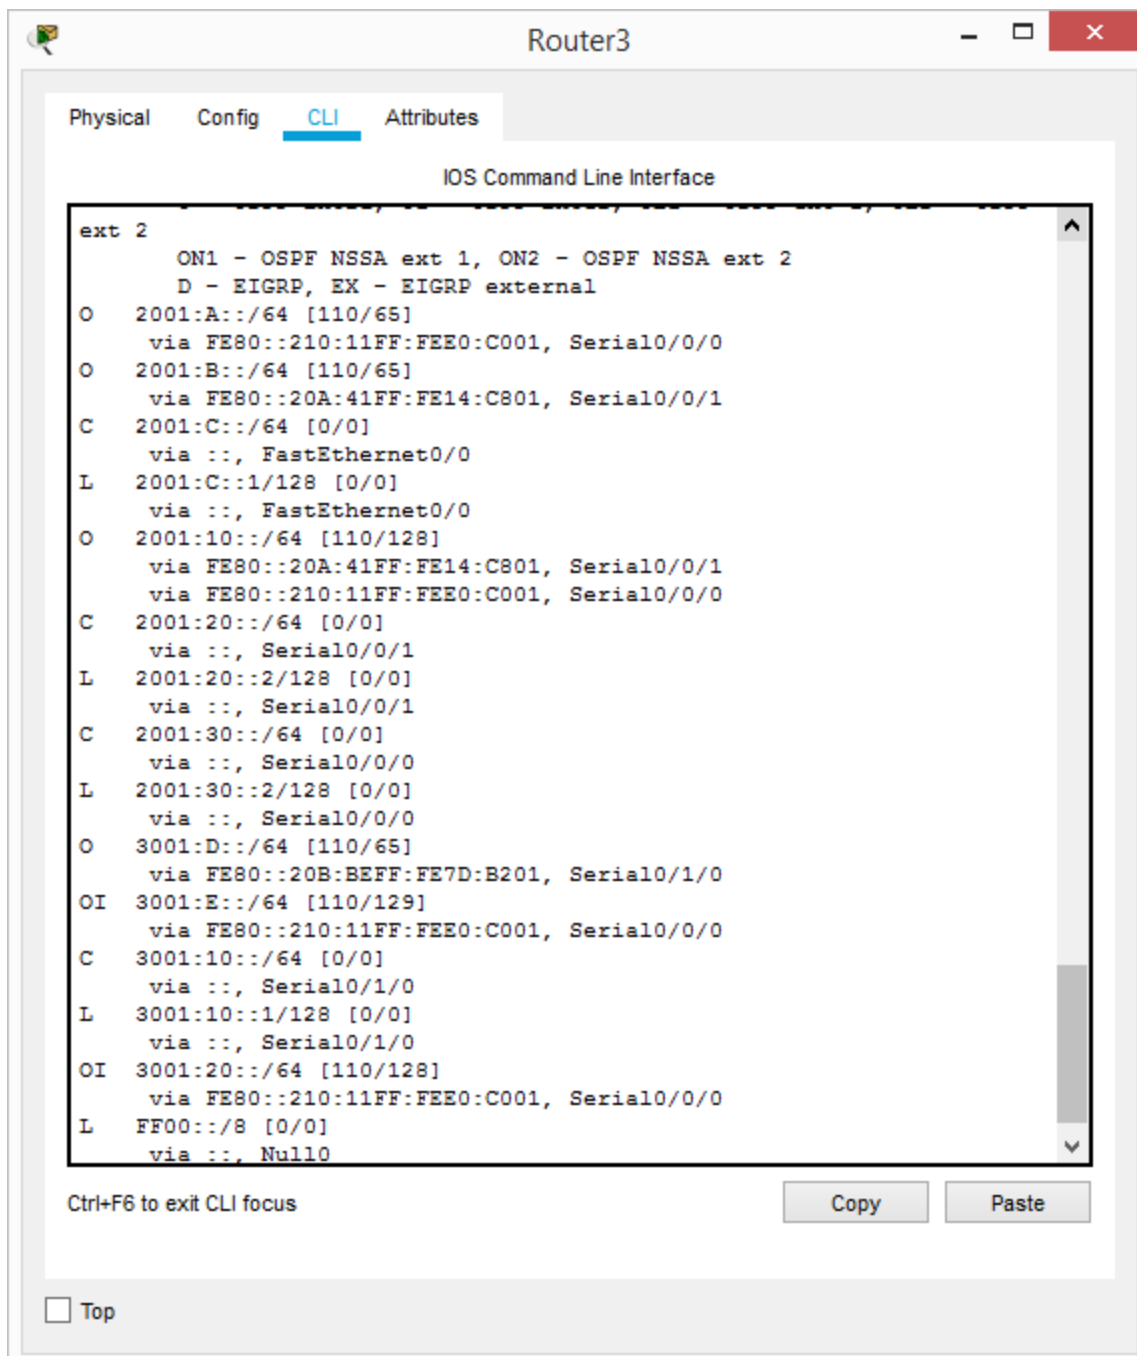 Router3
Physical Config CLI Attributes
IOS Command Line Interface
ext 2
ON1 - OSPF NSSA ext 1, ON2 - OSPF NSSA ext 2
D - EIGRP, EX - EIGRP external
O 2001:A::/64 [110/65]
via FE80::210:11FF:FEE0:C001, Serial0/0/0
O 2001:B::/64 [110/65]
via FE80::20A:41FF:FE14:C801, Serial0/0/1
C 2001:C::/64 [0/0]
via ::, FastEthernet0/0
L 2001:C::1/128 [0/0]
via ::, FastEthernet0/0
O 2001:10::/64 [110/128]
via FE80::20A:41FF:FE14:C801, Serial0/0/1
via FE80::210:11FF:FEE0:C001, Serial0/0/0
C 2001:20::/64 [0/0]
via ::, Serial0/0/1
L 2001:20::2/128 [0/0]
via ::, Serial0/0/1
C 2001:30::/64 [0/0]
via ::, Serial0/0/0
L 2001:30::2/128 [0/0]
via ::, Serial0/0/0
O 3001:D::/64 [110/65]
via FE80::20B:BEFF:FE7D:B201, Serial0/1/0
OI 3001:E::/64 [110/129]
via FE80::210:11FF:FEE0:C001, Serial0/0/0
C 3001:10::/64 [0/0]
via ::, Serial0/1/0
L 3001:10::1/128 [0/0]
via ::, Serial0/1/0
OI 3001:20::/64 [110/128]
via FE80::210:11FF:FEE0:C001, Serial0/0/0
L FF00::/8 [0/0]
via ::, Null0
Ctrl+F6 to exit CLI focus
Copy Paste
Top